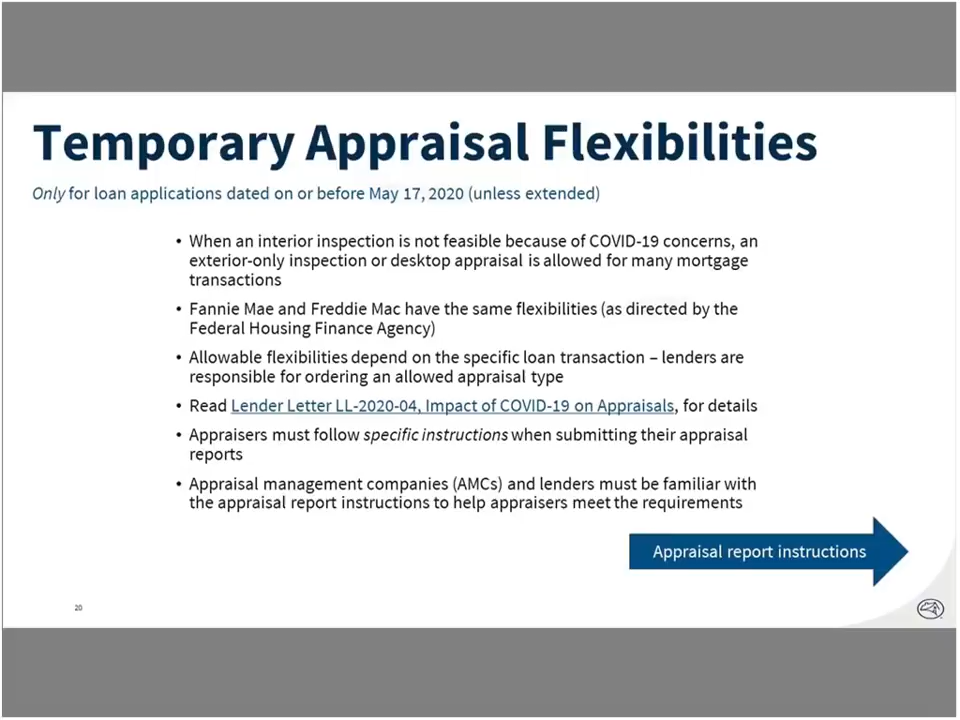 Temporary Appraisal Flexibilities
Only for loan applications dated on or before May 17, 2020 (unless extended)
• When an interior inspection is not feasible because of COVID-19 concerns, an
exterior-only inspection or desktop appraisal is allowed for many mortgage
transactions
• Fannie Mae and Freddie Mac have the same flexibilities (as directed by the
Federal Housing Finance Agency)
• Allowable flexibilities depend on the specific loan transaction – lenders are
responsible for ordering an allowed appraisal type
• Read Lender Letter LL-2020-04, Impact of COVID-19 on Appraisals, for details
• Appraisers must follow specific instructions when submitting their appraisal
reports
• Appraisal management companies (AMCs) and lenders must be familiar with
the appraisal report instructions to help appraisers meet the requirements
Appraisal report instructions
20